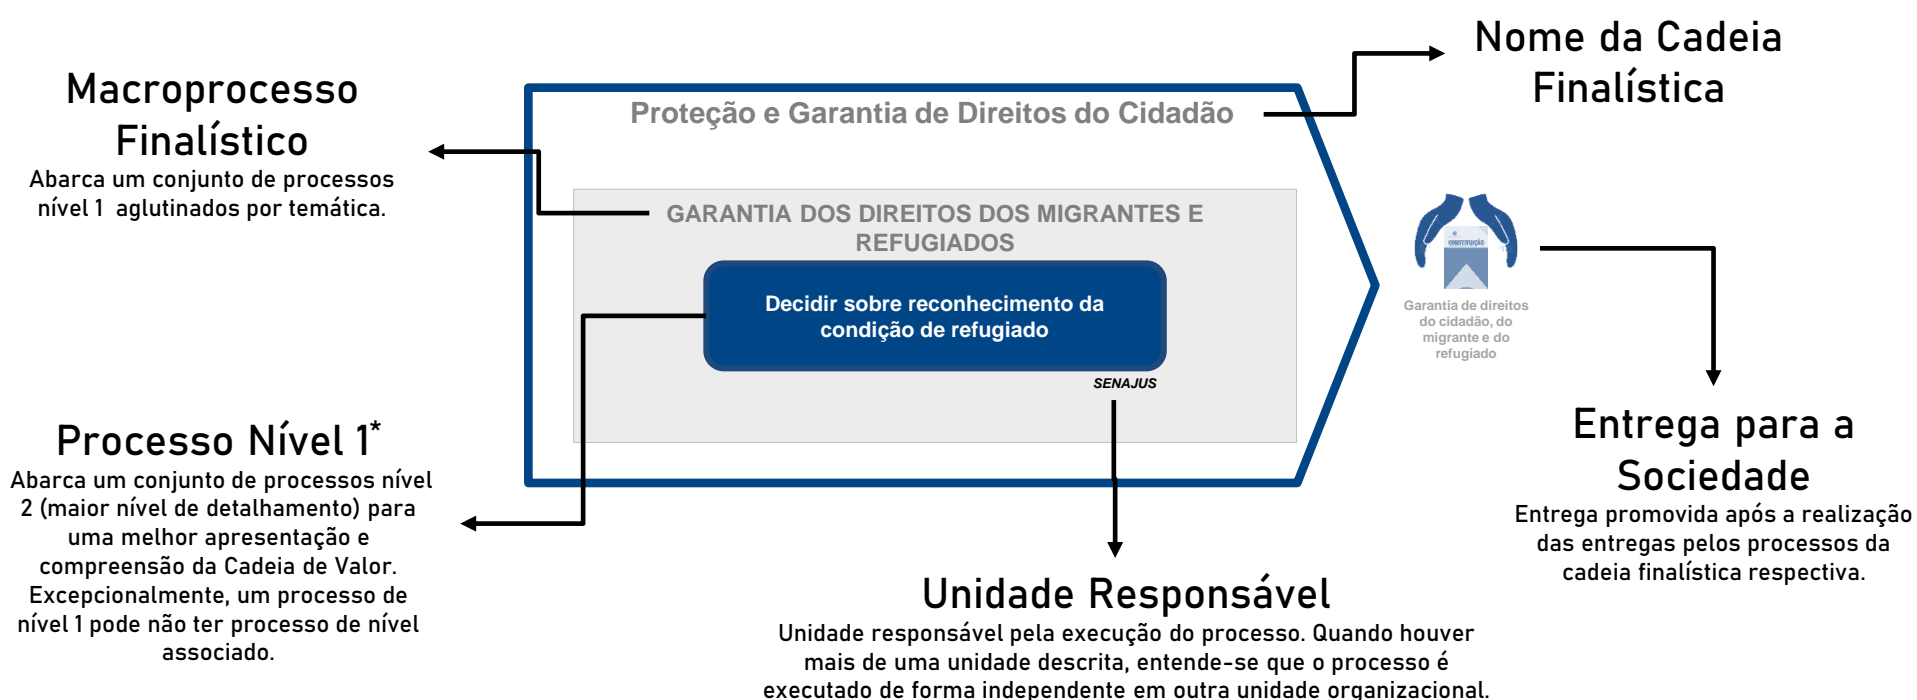 Nome da Cadeia
Finalística
Macroprocesso
Finalístico
Abarca um conjunto de processos
nível 1 aglutinados por temática.
Proteção e Garantia de Direitos do Cidadão
GARANTIA DOS DIREITOS DOS MIGRANTES E
REFUGIADOS
Decidir sobre reconhecimento da
condição de refugiado
SENAJUS
CONSTITUIÇÃO
Garantia de direitos
do cidadão, do
migrante e do
refugiado
Processo Nível 1*
Abarca um conjunto de processos nível
2 (maior nível de detalhamento) para
uma melhor apresentação e
compreensão da Cadeia de Valor.
Excepcionalmente, um processo de
nível 1 pode não ter processo de nível
associado.
Unidade Responsável
Unidade responsável pela execução do processo. Quando houver
mais de uma unidade descrita, entende-se que o processo é
executado de forma independente em outra unidade organizacional.
Entrega para a
Sociedade
Entrega promovida após a realização
das entregas pelos processos da
cadeia finalística respectiva.